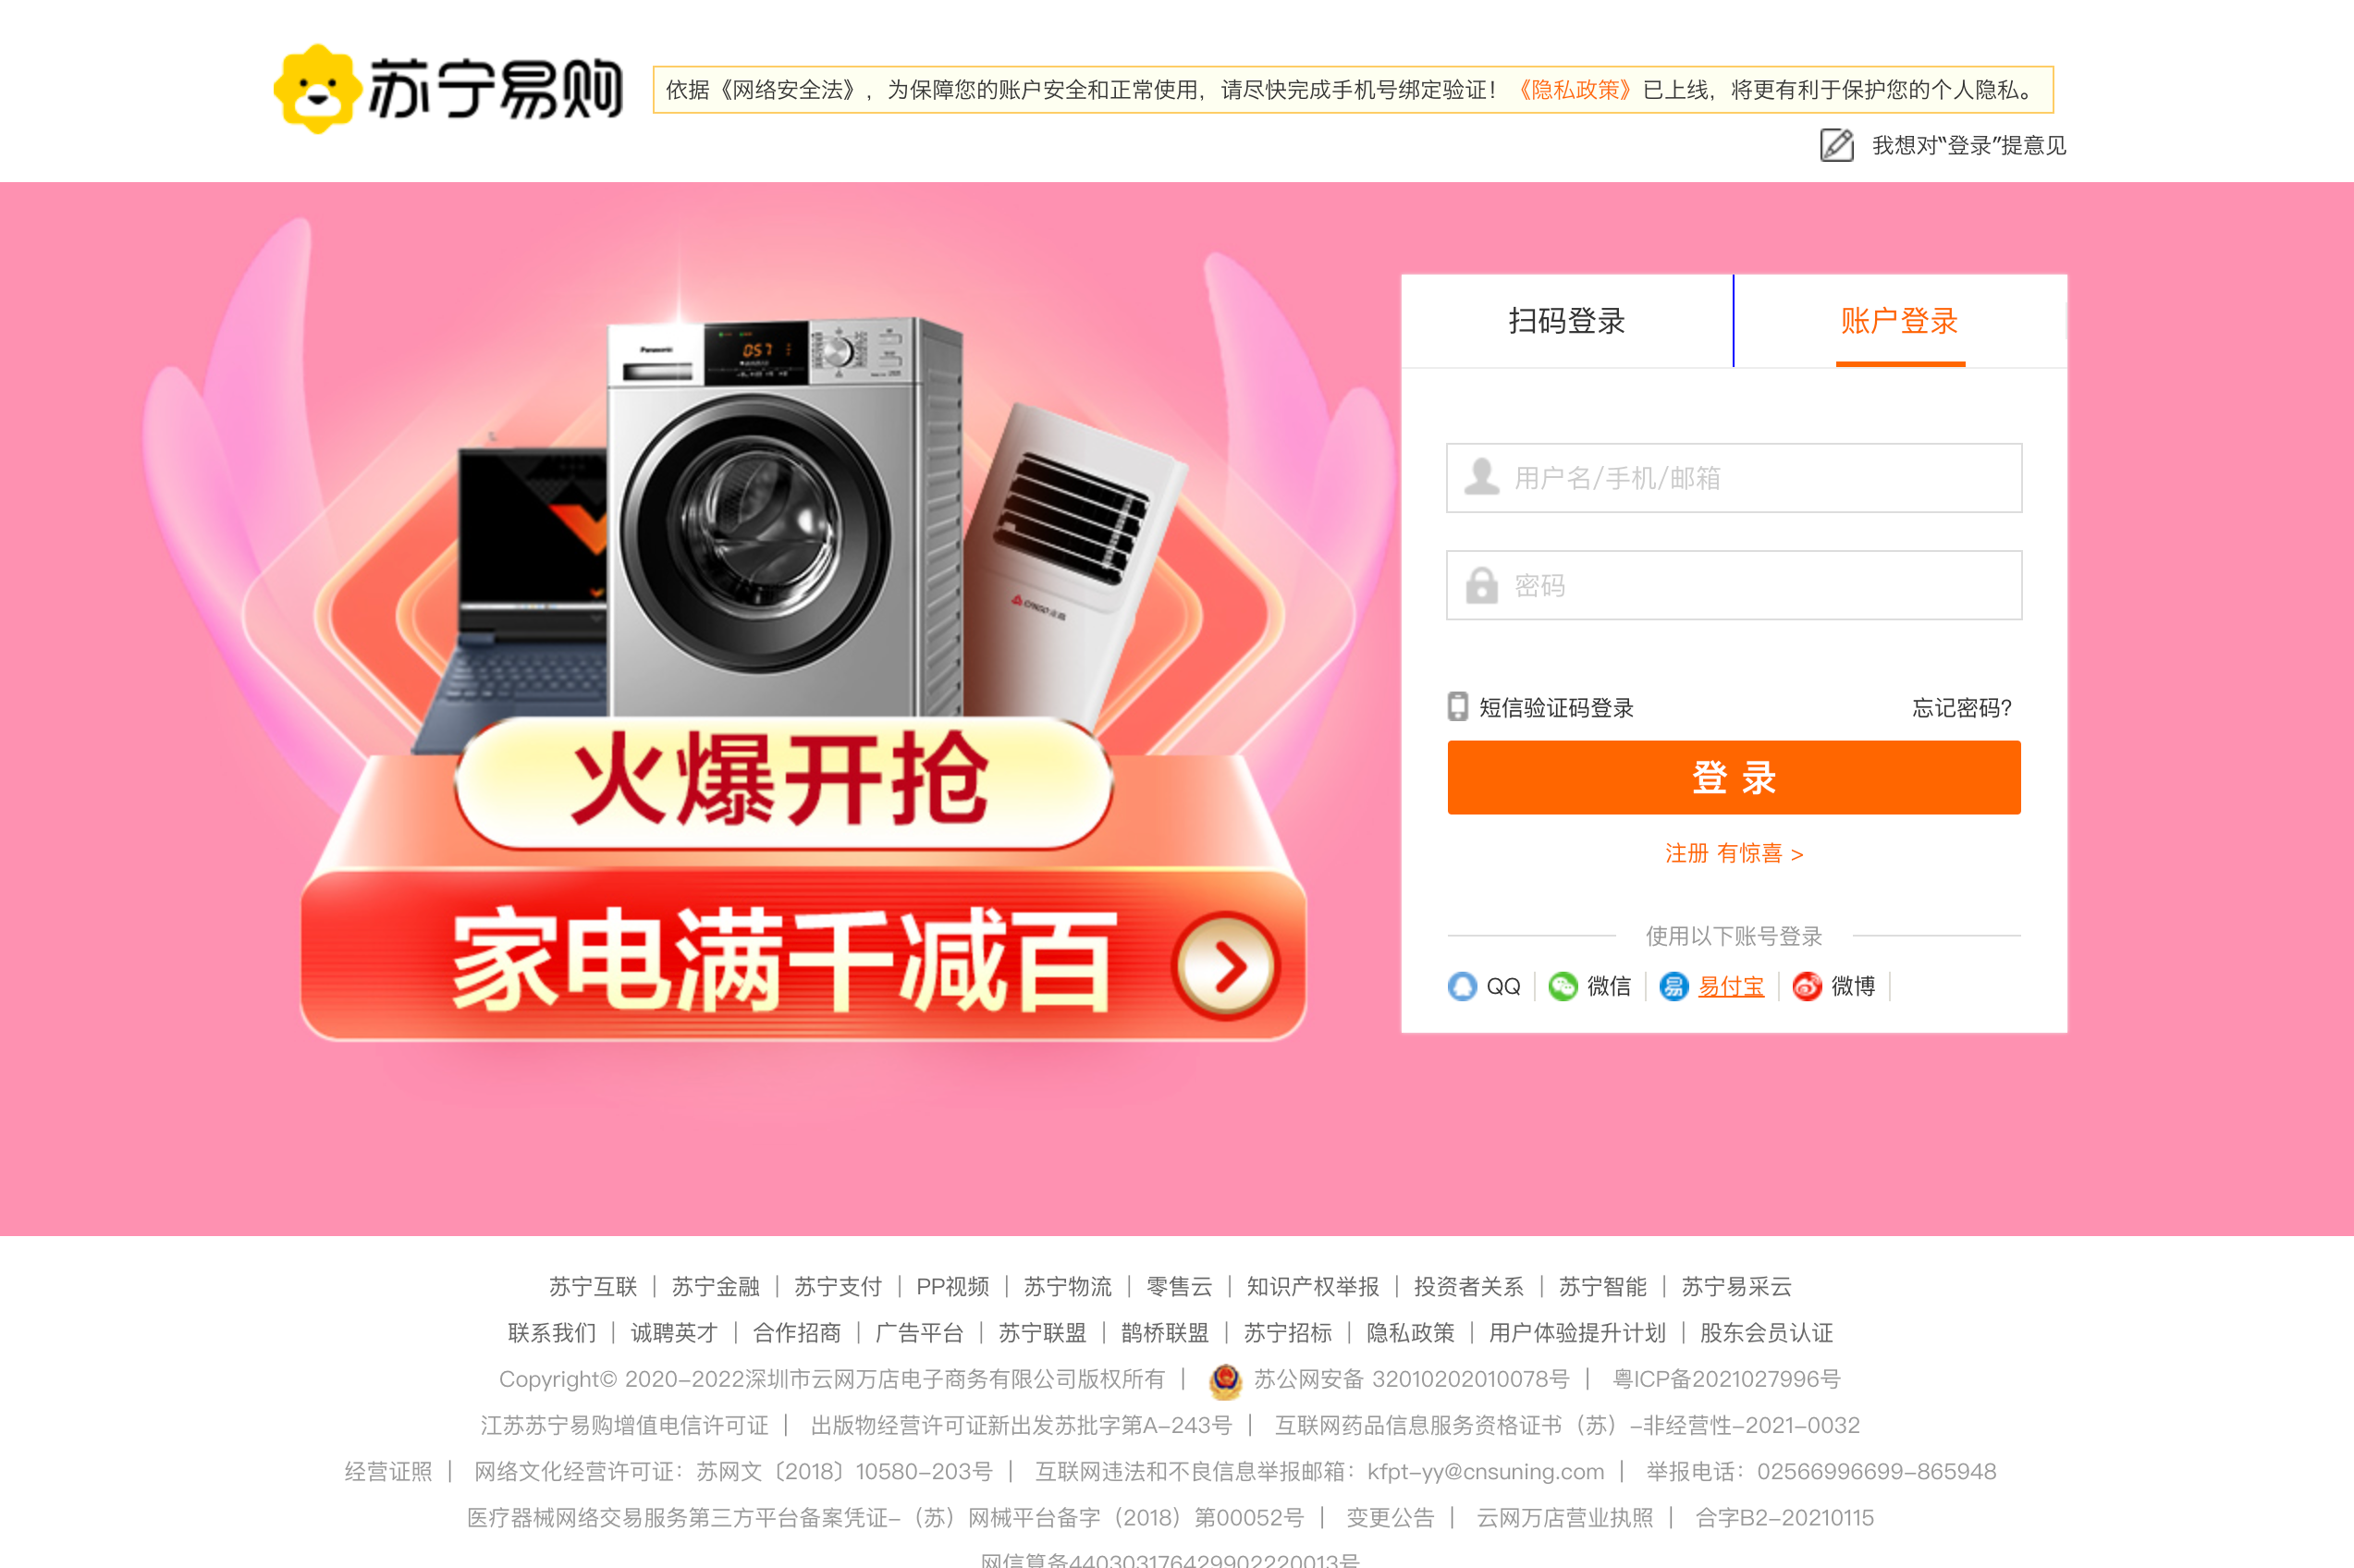 苏宁易购
依据《网络安全法》，为保障您的账户安全和正常使用，请尽快完成手机号绑定验证！《隐私政策》已上线，将更有利于保护您的个人隐私。
我想对“登录”提意见
扫码登录
账户登录
Panasonic
057
用户名/手机/邮箱
密码
短信验证码登录
忘记密码?
登 录
注册 有惊喜 >
使用以下账号登录
QQ
微信
易 易付宝
微博
火爆开抢
家电满千减百
苏宁互联 | 苏宁金融 | 苏宁支付 | PP视频 | 苏宁物流 | 零售云 | 知识产权举报 | 投资者关系 | 苏宁智能 | 苏宁易采云
联系我们 | 诚聘英才 | 合作招商 | 广告平台 | 苏宁联盟 | 鹊桥联盟 | 苏宁招标 | 隐私政策 | 用户体验提升计划 | 股东会员认证
Copyright© 2020-2022深圳市云网万店电子商务有限公司版权所有 | 苏公网安备 32010202010078号 | 粤ICP备2021027996号
江苏苏宁易购增值电信许可证 | 出版物经营许可证新出发苏批字第A-243号 | 互联网药品信息服务资格证书（苏）-非经营性-2021-0032
经营证照 | 网络文化经营许可证：苏网文〔2018〕10580-203号 | 互联网违法和不良信息举报邮箱：kfpt-yy@cnsuning.com | 举报电话：02566996699-865948
医疗器械网络交易服务第三方平台备案凭证-（苏）网械平台备字（2018）第00052号 | 变更公告 | 云网万店营业执照 | 合字B2-20210115
网信算备440303176429902220013号